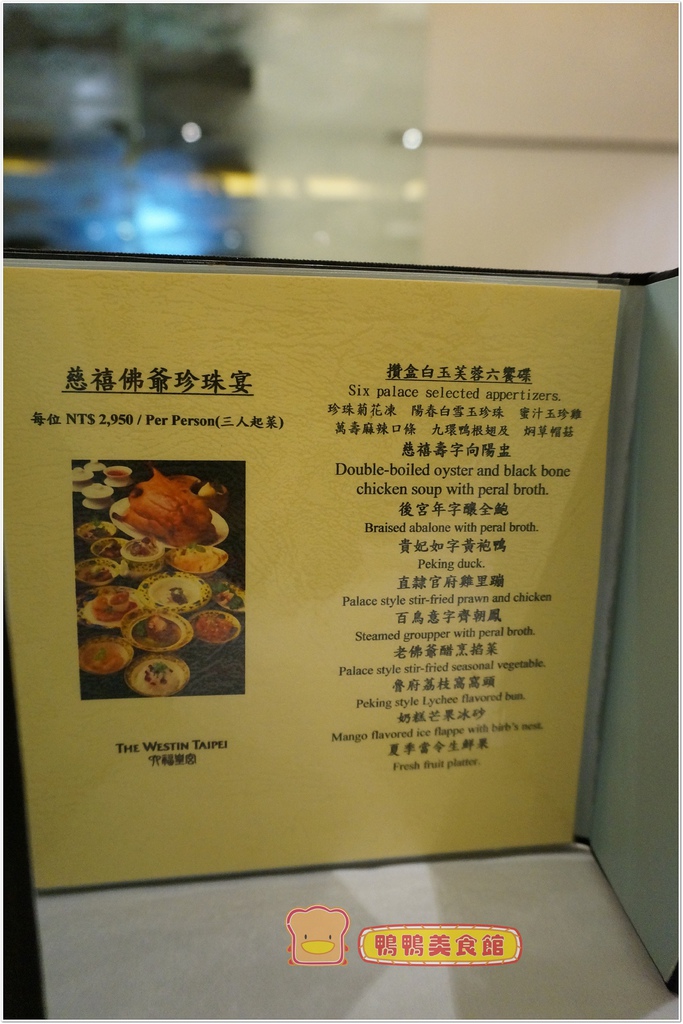 慈禧佛爺珍珠宴
每位 NT$ 2,950 / Per Person(三人起菜)
THE WESTIN TAIPEI
六福皇宮
攢盒白玉芙蓉六饗碟
Six palace selected appertizers.
珍珠菊花凍 陽春白雪玉珍珠 蜜汁玉珍雞
萬壽麻辣口條 九環鴨根翅及 焖草帽菇
慈禧壽字向陽盅
Double-boiled oyster and black bone
chicken soup with peral broth.
後宮年字釀全鮑
Braised abalone with peral broth.
貴妃如字黃袍鴨
Peking duck.
直隸官府雞里蹦
Palace style stir-fried prawn and chicken
百鳥意字齊朝鳳
Steamed groupper with peral broth.
老佛爺醋烹掐菜
Palace style stir-fried seasonal vegetable.
魯府荔枝窩窩頭
Peking style Lychee flavored bun.
奶糕芒果冰砂
Mango flavored ice flappe with birb's nest.
夏季當令生鮮果
Fresh fruit platter.
鴨鴨美食館